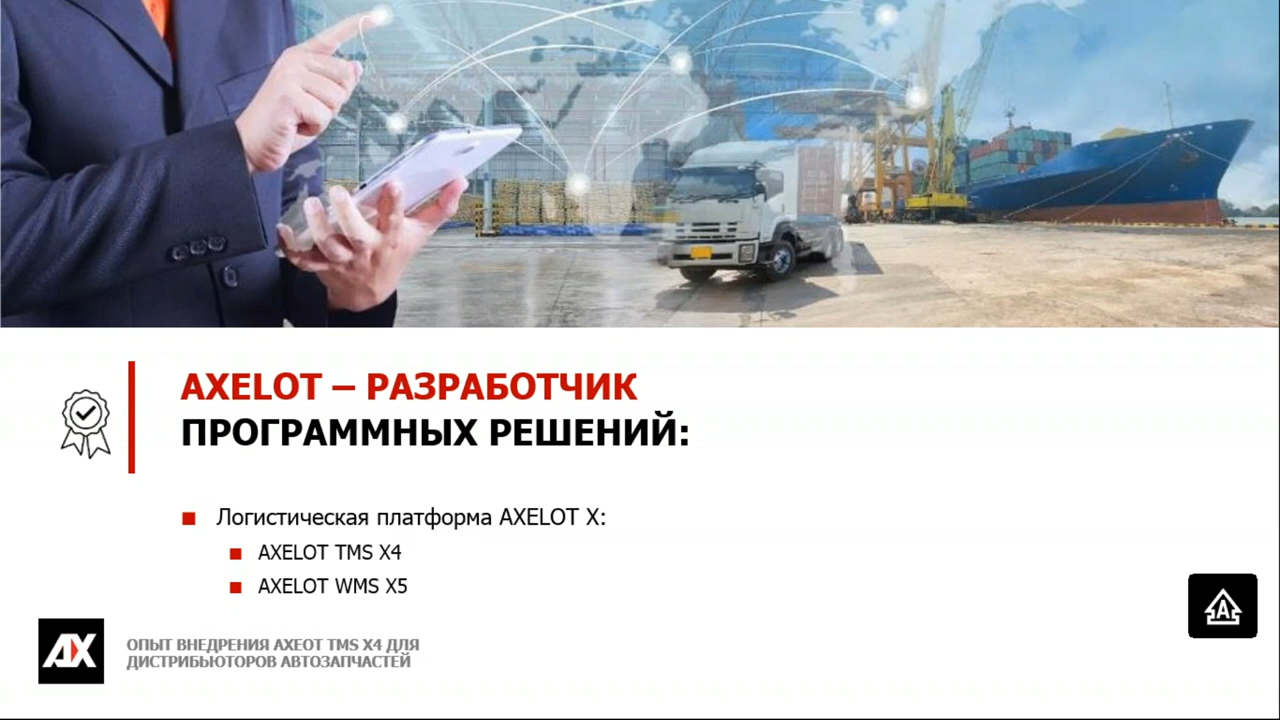 AXELOT – РАЗРАБОТЧИК
ПРОГРАММНЫХ РЕШЕНИЙ:
Логистическая платформа AXELOT X:
AXELOT TMS X4
AXELOT WMS X5
A
AX
ОПЫТ ВНЕДРЕНИЯ AXEOT TMS X4 ДЛЯ
ДИСТРИБЬЮТОРОВ АВТОЗАПЧАСТЕЙ